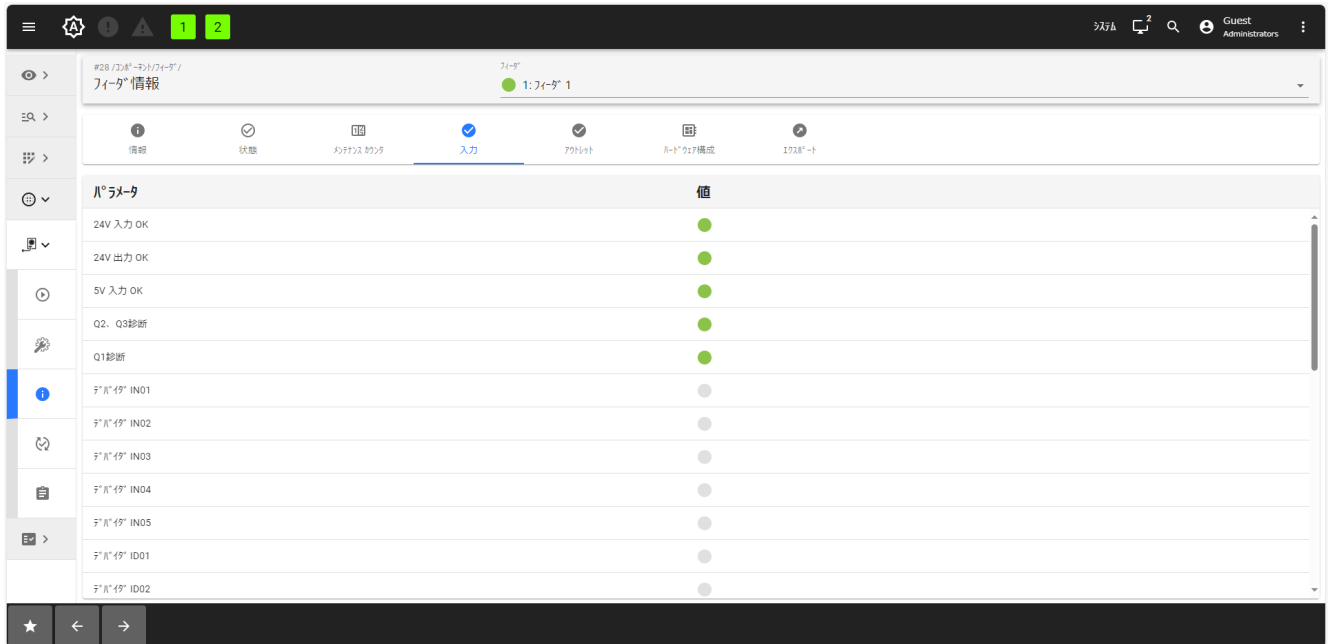 1 2 ｼｽﾃﾑ 2 Guest
Administrators
#28 /ｺﾝﾎﾟｰﾈﾝﾄ/ﾌｨｰﾀﾞ/
ﾌｨｰﾀﾞ情報
ﾌｨｰﾀﾞ
1: ﾌｨｰﾀﾞ 1
情報 状態 ﾒﾝﾃﾅﾝｽ ｶｳﾝﾀ 入力 ｱｳﾄﾚｯﾄ ﾊｰﾄﾞｳｪｱ構成 ｴｸｽﾎﾟｰﾄ
ﾊﾟﾗﾒｰﾀ 値
24V 入力 OK
24V 出力 OK
5V 入力 OK
Q2、Q3診断
Q1診断
ﾃﾞﾊﾞｲﾀﾞ IN01
ﾃﾞﾊﾞｲﾀﾞ IN02
ﾃﾞﾊﾞｲﾀﾞ IN03
ﾃﾞﾊﾞｲﾀﾞ IN04
ﾃﾞﾊﾞｲﾀﾞ IN05
ﾃﾞﾊﾞｲﾀﾞ ID01
ﾃﾞﾊﾞｲﾀﾞ ID02